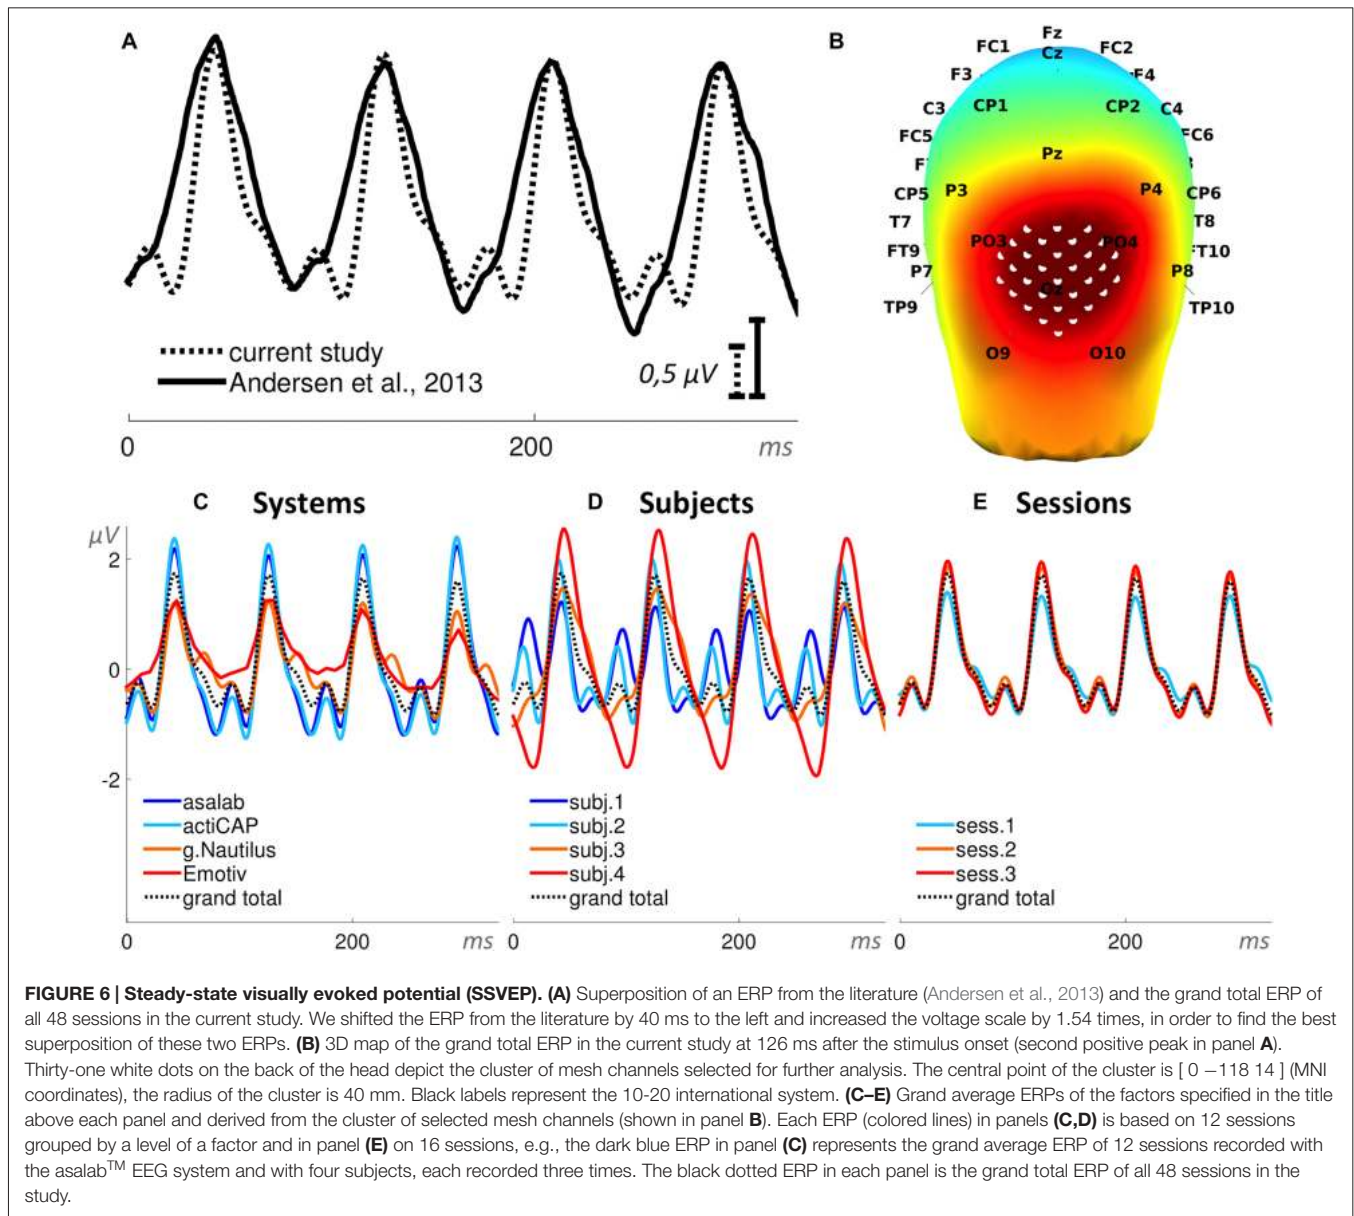 A
current study
Andersen et al., 2013
0,5 µV
0
200
ms
B
Fz
FC1
FC2
Cz
F3
F4
CP1
CP2
C3
C4
FC5
FC6
Pz
P3
P4
CP5
CP6
T7
T8
PO3
PO4
FT9
FT10
P7
P8
Oz
TP9
TP10
O9
O10
C Systems
µV
2
0
-2
asalab
actiCAP
g.Nautilus
Emotiv
grand total
0
200
ms
D Subjects
subj.1
subj.2
subj.3
subj.4
grand total
0
200
ms
E Sessions
sess.1
sess.2
sess.3
grand total
0
200
ms
FIGURE 6 | Steady-state visually evoked potential (SSVEP). (A) Superposition of an ERP from the literature (Andersen et al., 2013) and the grand total ERP of
all 48 sessions in the current study. We shifted the ERP from the literature by 40 ms to the left and increased the voltage scale by 1.54 times, in order to find the best
superposition of these two ERPs. (B) 3D map of the grand total ERP in the current study at 126 ms after the stimulus onset (second positive peak in panel A).
Thirty-one white dots on the back of the head depict the cluster of mesh channels selected for further analysis. The central point of the cluster is [ 0 −118 14 ] (MNI
coordinates), the radius of the cluster is 40 mm. Black labels represent the 10-20 international system. (C–E) Grand average ERPs of the factors specified in the title
above each panel and derived from the cluster of selected mesh channels (shown in panel B). Each ERP (colored lines) in panels (C,D) is based on 12 sessions
grouped by a level of a factor and in panel (E) on 16 sessions, e.g., the dark blue ERP in panel (C) represents the grand average ERP of 12 sessions recorded with
the asalab™ EEG system and with four subjects, each recorded three times. The black dotted ERP in each panel is the grand total ERP of all 48 sessions in the
study.